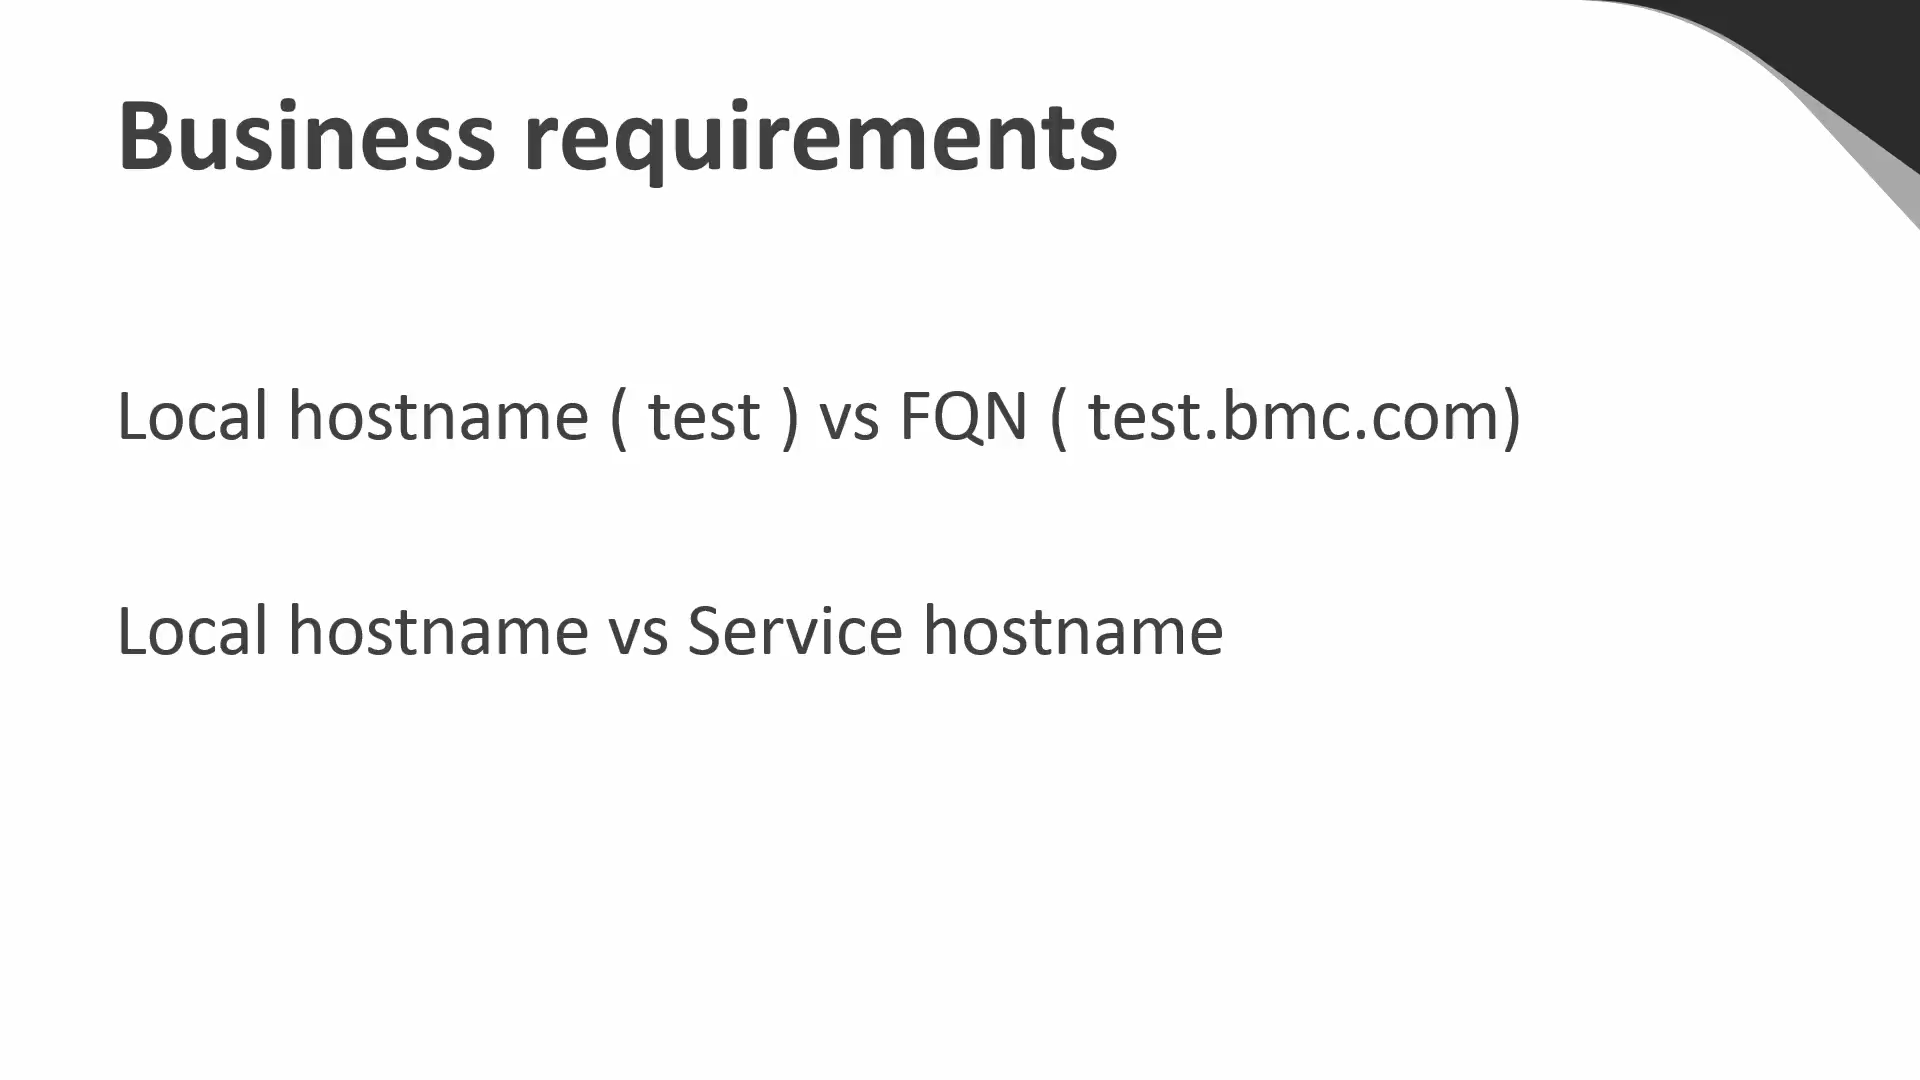 Business requirements
Local hostname ( test ) vs FQN ( test.bmc.com)
Local hostname vs Service hostname